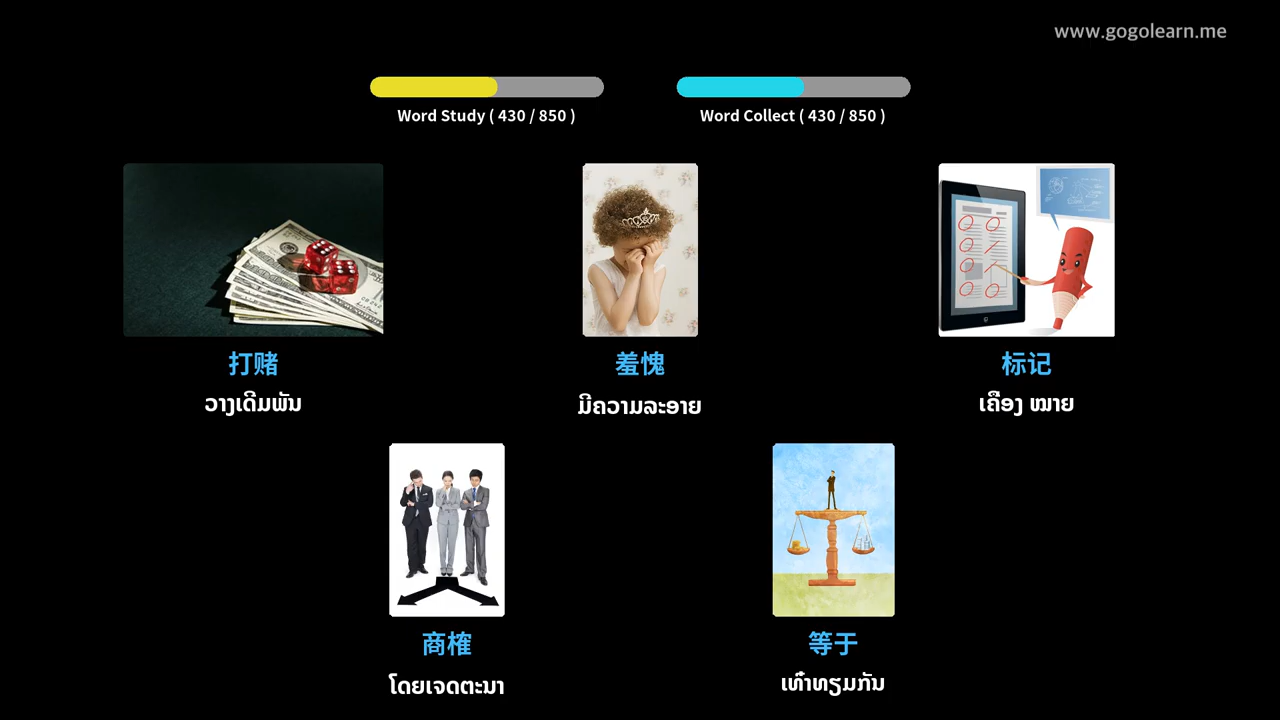 www.gogolearn.me
Word Study ( 430 / 850 )
Word Collect ( 430 / 850 )
打赌
ວາງເດີມພັນ
羞愧
ມີຄວາມລະອາຍ
标记
ເຄືອງ ໝາຍ
商榷
ໂດຍເຈດຕະນາ
等于
ເທົ່າທຽມກັນ